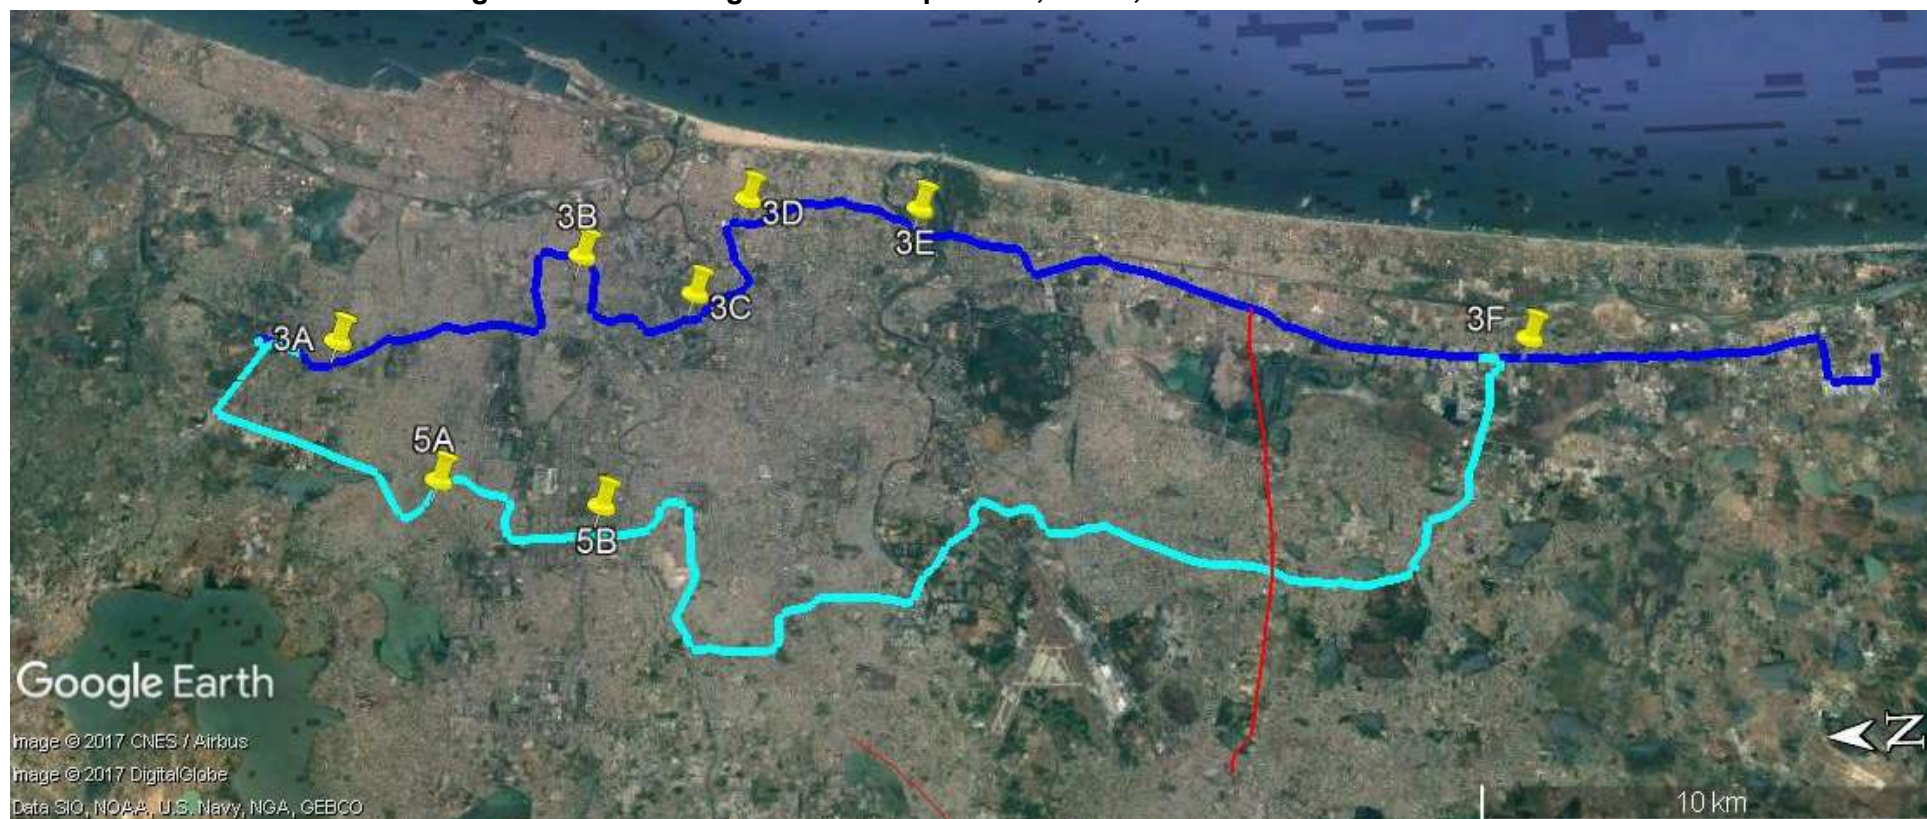 3D
3B
3E
3C
3F
3A
5A
5B
Google Earth
Image © 2017 CNES / Airbus
Image © 2017 DigitalGlobe
Data SIO, NOAA, U.S. Navy, NGA, GEBCO
N
10 km